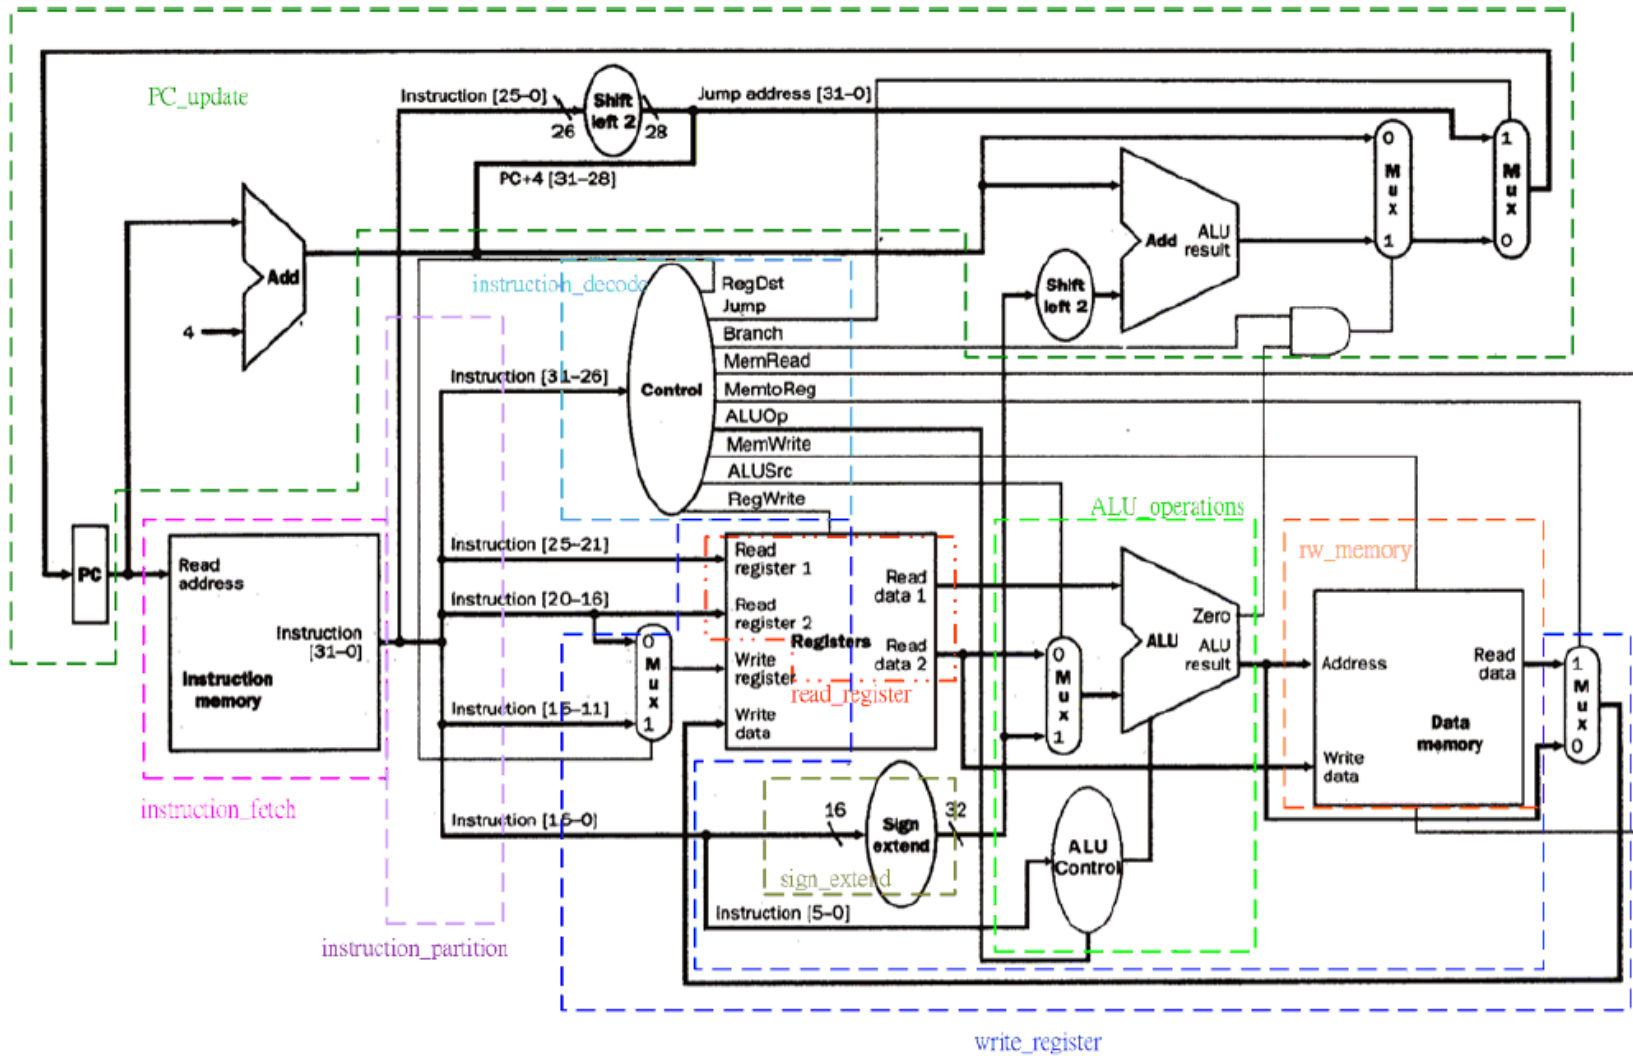 PC_update
Instruction [25–0]
Shift
left 2
26
28
Jump address [31–0]
PC+4 [31–28]
Add
4
0
M
u
x
1
1
M
u
x
0
Add
ALU
result
Shift
left 2
instruction_decode
RegDst
Jump
Branch
MemRead
MemtoReg
ALUOp
MemWrite
ALUSrc
RegWrite
Control
Instruction [31–26]
PC
Read
address
Instruction
[31–0]
Instruction
memory
instruction_fetch
instruction_partition
Instruction [25–21]
Instruction [20–16]
Instruction [15–11]
Instruction [15–0]
Instruction [5–0]
0
M
u
x
1
Read
register 1
Read
register 2
Write
register
Write
data
Registers
Read
data 1
Read
data 2
read_register
16
32
Sign
extend
sign_extend
ALU_operations
0
M
u
x
1
Zero
ALU
ALU
result
ALU
Control
rw_memory
Address
Read
data
Data
memory
Write
data
1
M
u
x
0
write_register